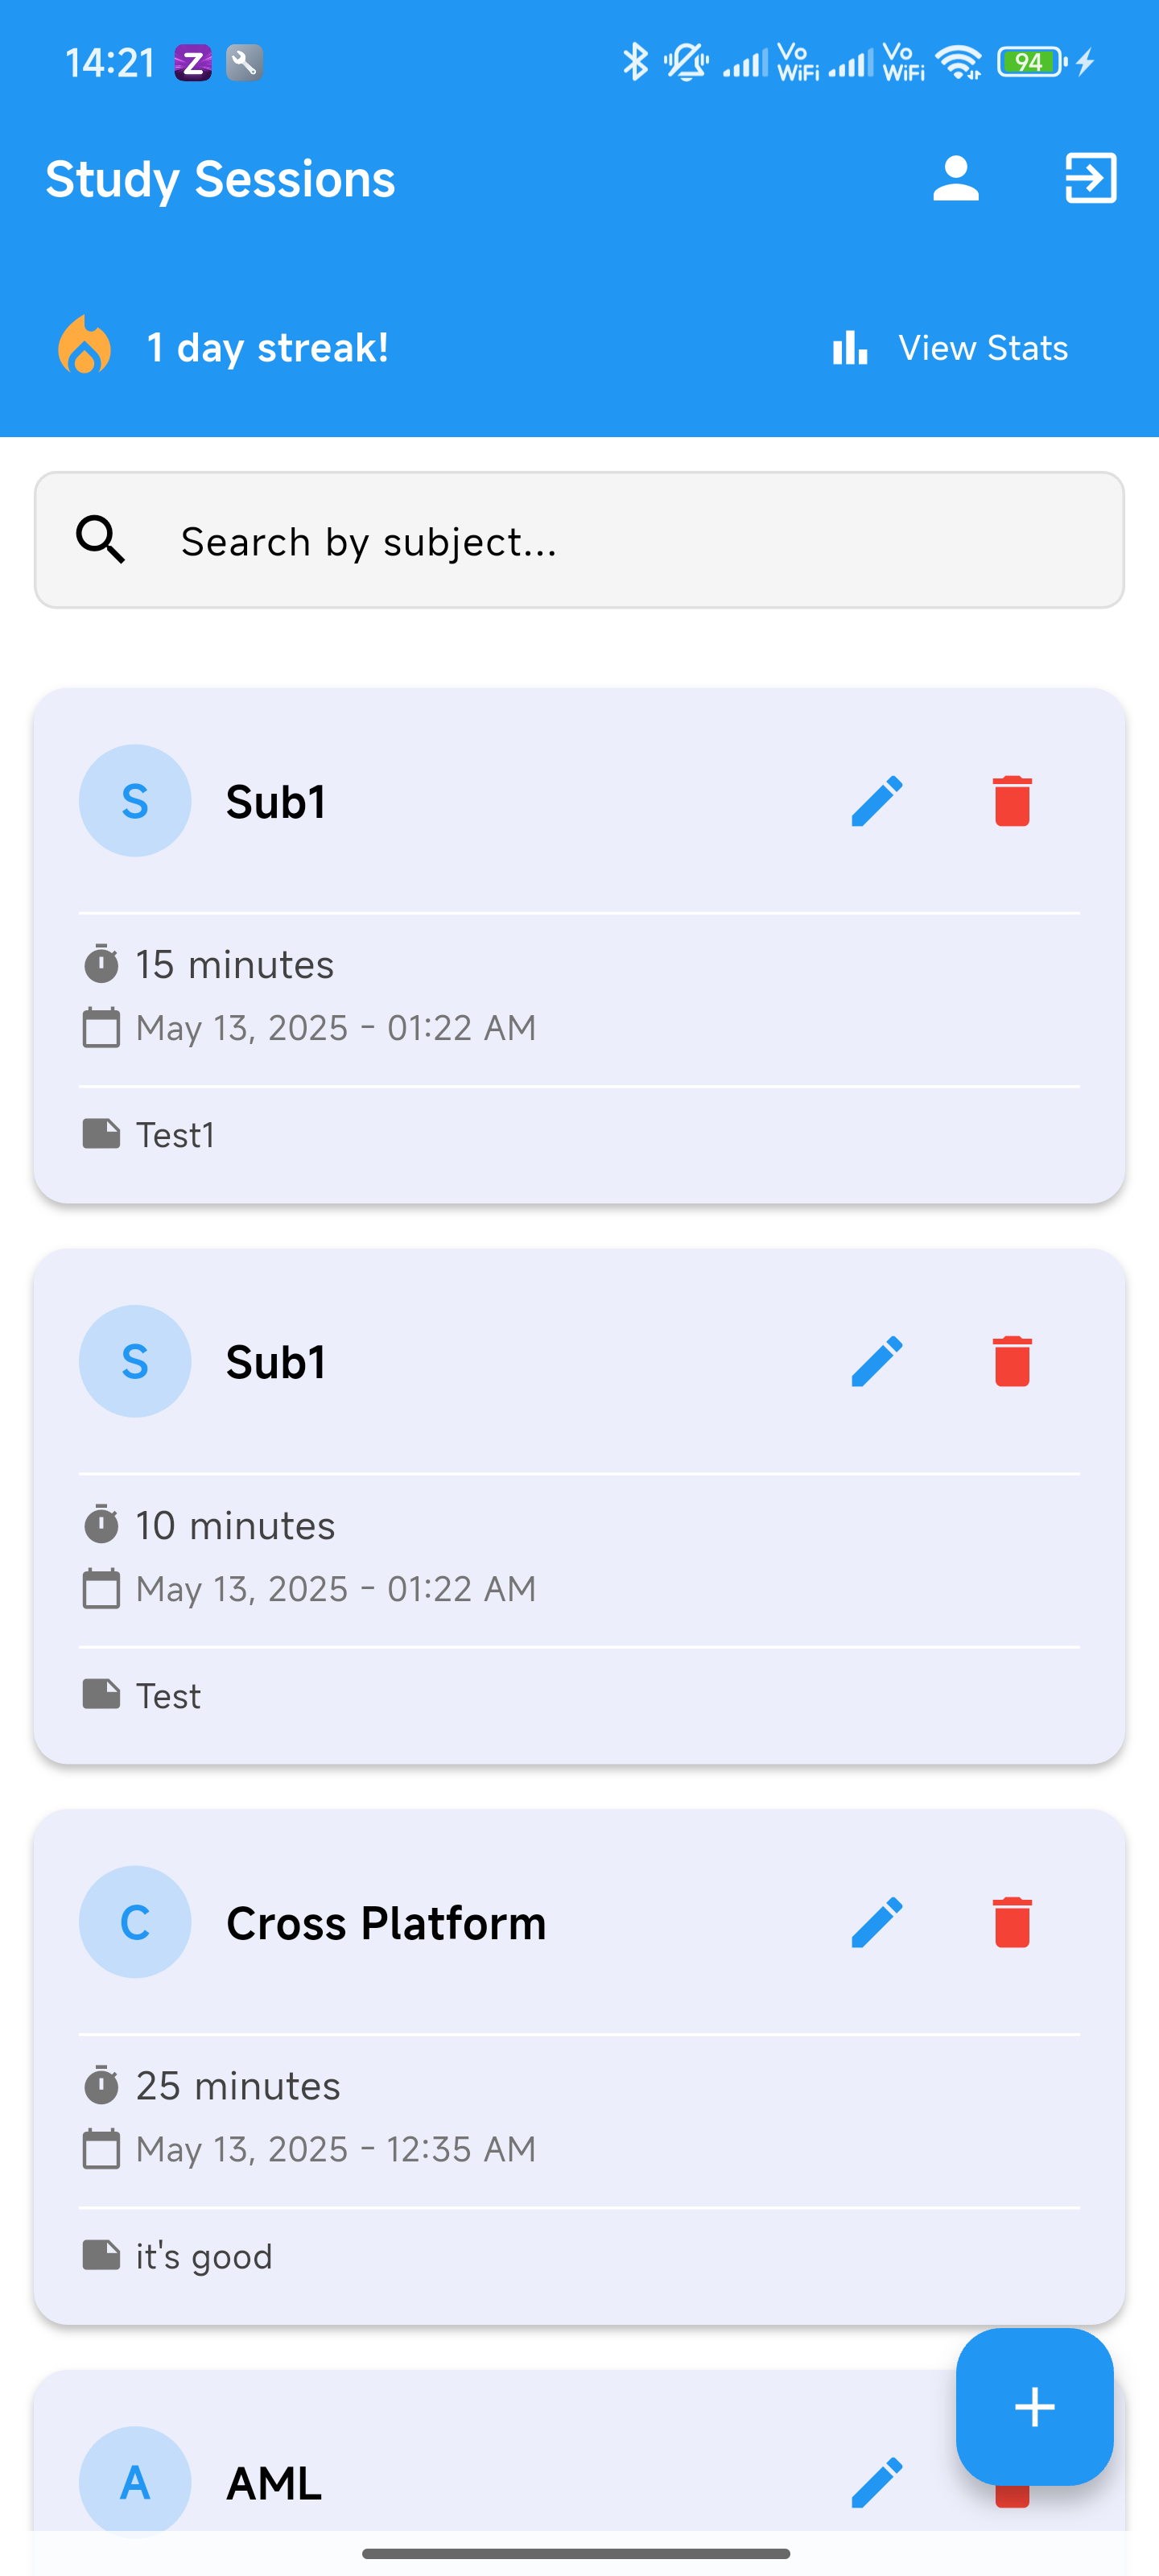 14:21 Z Vo WiFi Vo WiFi 94
Study Sessions
1 day streak! View Stats
Search by subject...
S Sub1
15 minutes
May 13, 2025 - 01:22 AM
Test1
S Sub1
10 minutes
May 13, 2025 - 01:22 AM
Test
C Cross Platform
25 minutes
May 13, 2025 - 12:35 AM
it's good
A AML